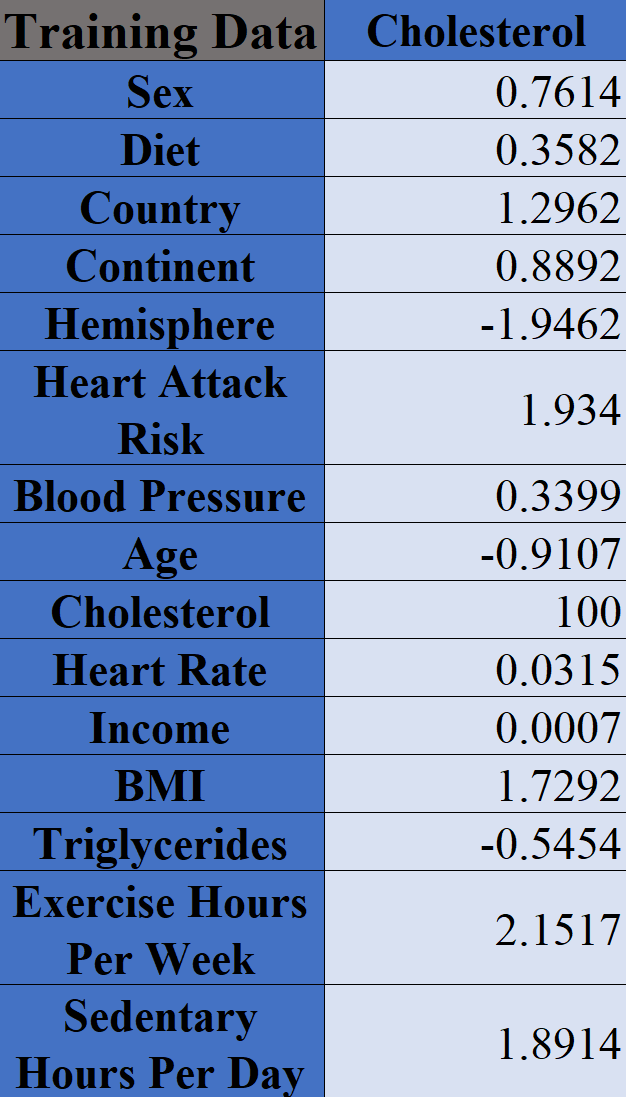 Training Data Cholesterol
Sex 0.7614
Diet 0.3582
Country 1.2962
Continent 0.8892
Hemisphere -1.9462
Heart Attack
Risk 1.934
Blood Pressure 0.3399
Age -0.9107
Cholesterol 100
Heart Rate 0.0315
Income 0.0007
BMI 1.7292
Triglycerides -0.5454
Exercise Hours
Per Week 2.1517
Sedentary
Hours Per Day 1.8914